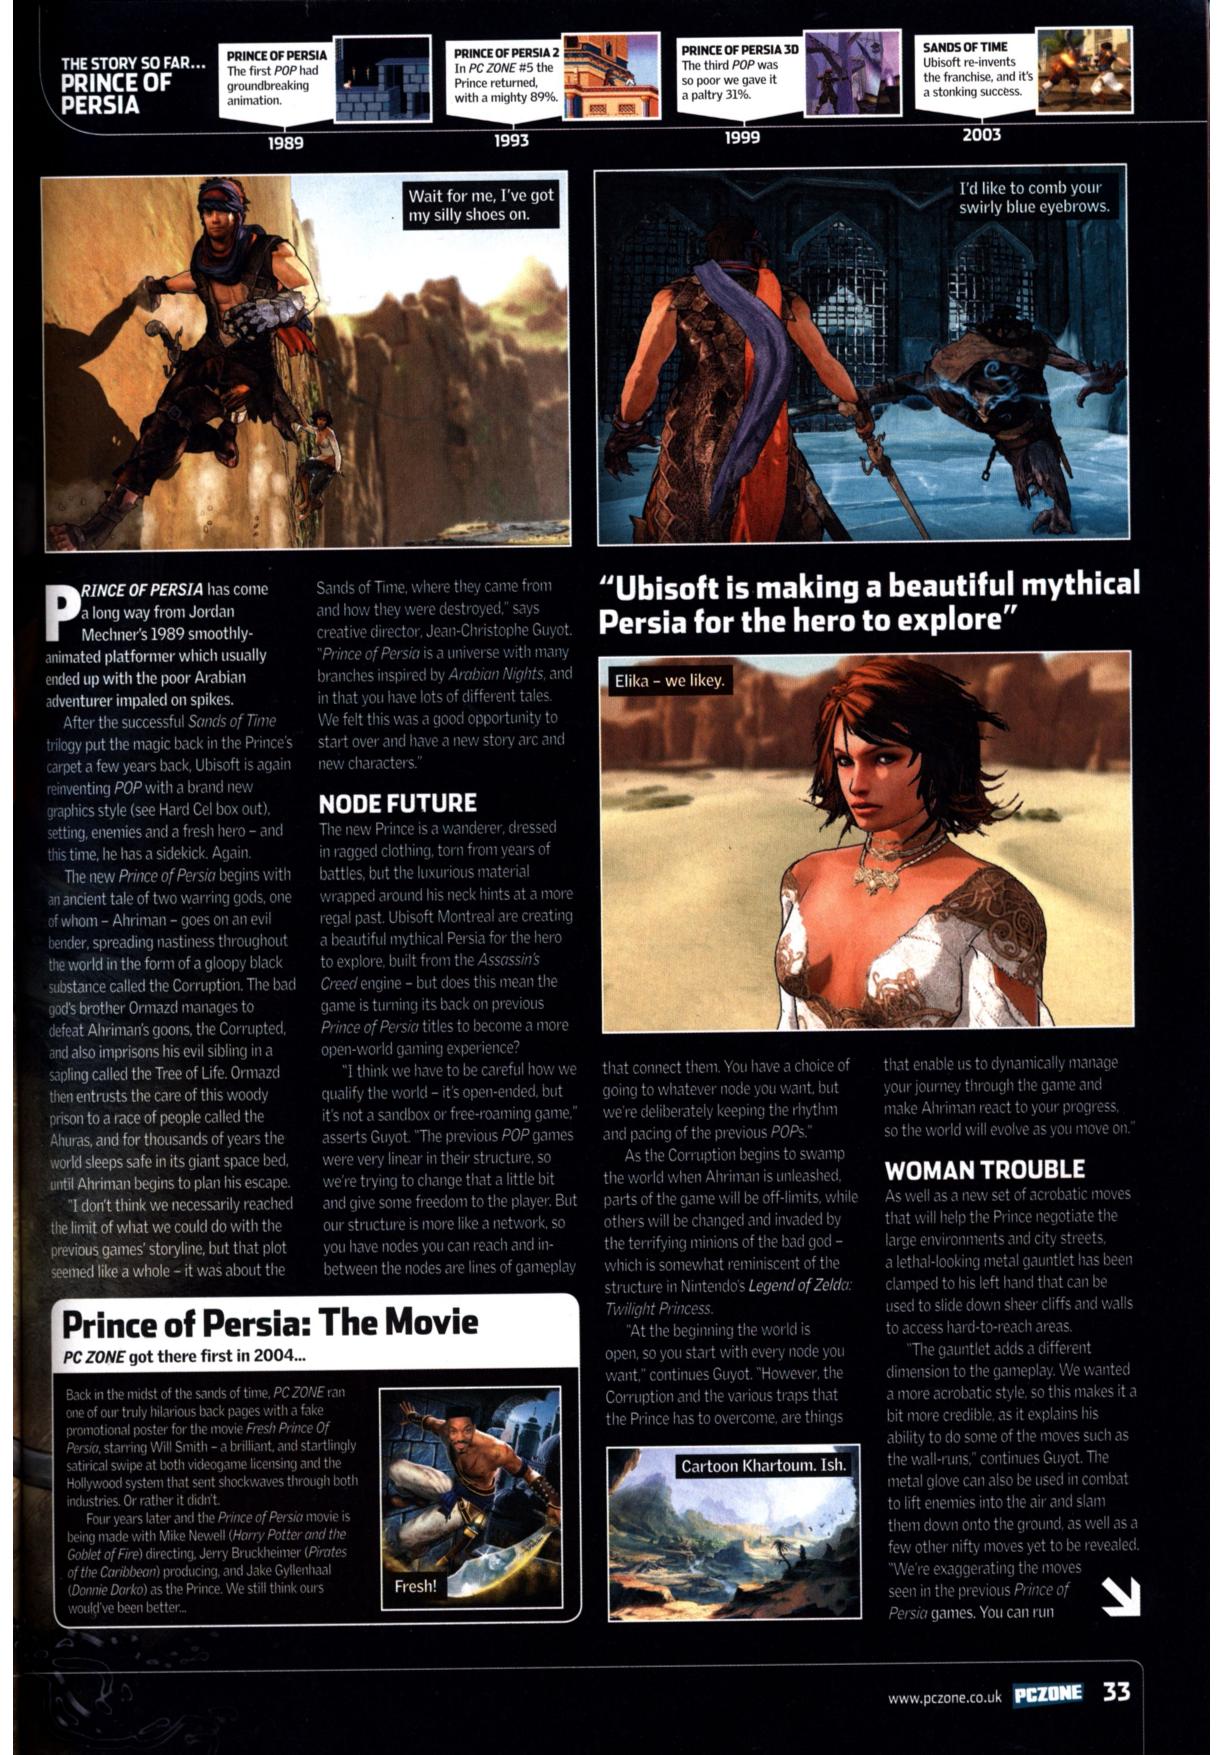 THE STORY SO FAR...
PRINCE OF
PERSIA
PRINCE OF PERSIA
The first POP had
groundbreaking
animation.
1989
PRINCE OF PERSIA 2
In PC ZONE #5 the
Prince returned,
with a mighty 89%.
1993
PRINCE OF PERSIA 3D
The third POP was
so poor we gave it
a paltry 31%.
1999
SANDS OF TIME
Ubisoft re-invents
the franchise, and it's
a stonking success.
2003
Wait for me, I've got
my silly shoes on.
I'd like to comb your
swirly blue eyebrows.
PRINCE OF PERSIA has come
a long way from Jordan
Mechner's 1989 smoothly-
animated platformer which usually
ended up with the poor Arabian
adventurer impaled on spikes.
After the successful Sands of Time
trilogy put the magic back in the Prince's
carpet a few years back, Ubisoft is again
reinventing POP with a brand new
graphics style (see Hard Cel box out),
setting, enemies and a fresh hero – and
this time, he has a sidekick. Again.
The new Prince of Persia begins with
an ancient tale of two warring gods, one
of whom – Ahriman – goes on an evil
bender, spreading nastiness throughout
the world in the form of a gloopy black
substance called the Corruption. The bad
god's brother Ormazd manages to
defeat Ahriman's goons, the Corrupted,
and also imprisons his evil sibling in a
sapling called the Tree of Life. Ormazd
then entrusts the care of this woody
prison to a race of people called the
Ahuras, and for thousands of years the
world sleeps safe in its giant space bed,
until Ahriman begins to plan his escape.
"I don't think we necessarily reached
the limit of what we could do with the
previous games' storyline, but that plot
seemed like a whole – it was about the
Sands of Time, where they came from
and how they were destroyed," says
creative director, Jean-Christophe Guyot.
"Prince of Persia is a universe with many
branches inspired by Arabian Nights, and
in that you have lots of different tales.
We felt this was a good opportunity to
start over and have a new story arc and
new characters."
NODE FUTURE
The new Prince is a wanderer, dressed
in ragged clothing, torn from years of
battles, but the luxurious material
wrapped around his neck hints at a more
regal past. Ubisoft Montreal are creating
a beautiful mythical Persia for the hero
to explore, built from the Assassin's
Creed engine – but does this mean the
game is turning its back on previous
Prince of Persia titles to become a more
open-world gaming experience?
"I think we have to be careful how we
qualify the world – it's open-ended, but
it's not a sandbox or free-roaming game,"
asserts Guyot. "The previous POP games
were very linear in their structure, so
we're trying to change that a little bit
and give some freedom to the player. But
our structure is more like a network, so
you have nodes you can reach and in-
between the nodes are lines of gameplay
"Ubisoft is making a beautiful mythical
Persia for the hero to explore"
Elika – we likey.
that connect them. You have a choice of
going to whatever node you want, but
we're deliberately keeping the rhythm
and pacing of the previous POPs."
As the Corruption begins to swamp
the world when Ahriman is unleashed,
parts of the game will be off-limits, while
others will be changed and invaded by
the terrifying minions of the bad god –
which is somewhat reminiscent of the
structure in Nintendo's Legend of Zelda:
Twilight Princess.
"At the beginning the world is
open, so you start with every node you
want," continues Guyot. "However, the
Corruption and the various traps that
the Prince has to overcome, are things
Cartoon Khartoum. Ish.
that enable us to dynamically manage
your journey through the game and
make Ahriman react to your progress,
so the world will evolve as you move on."
WOMAN TROUBLE
As well as a new set of acrobatic moves
that will help the Prince negotiate the
large environments and city streets,
a lethal-looking metal gauntlet has been
clamped to his left hand that can be
used to slide down sheer cliffs and walls
to access hard-to-reach areas.
"The gauntlet adds a different
dimension to the gameplay. We wanted
a more acrobatic style, so this makes it a
bit more credible, as it explains his
ability to do some of the moves such as
the wall-runs," continues Guyot. The
metal glove can also be used in combat
to lift enemies into the air and slam
them down onto the ground, as well as a
few other nifty moves yet to be revealed.
"We're exaggerating the moves
seen in the previous Prince of
Persia games. You can run
Prince of Persia: The Movie
PC ZONE got there first in 2004...
Back in the midst of the sands of time, PC ZONE ran
one of our truly hilarious back pages with a fake
promotional poster for the movie Fresh Prince Of
Persia, starring Will Smith – a brilliant, and startlingly
satirical swipe at both videogame licensing and the
Hollywood system that sent shockwaves through both
industries. Or rather it didn't.
Four years later and the Prince of Persia movie is
being made with Mike Newell (Harry Potter and the
Goblet of Fire) directing, Jerry Bruckheimer (Pirates
of the Caribbean) producing, and Jake Gyllenhaal
(Donnie Darko) as the Prince. We still think ours
would've been better...
Fresh!
www.pczone.co.uk PCZONE 33